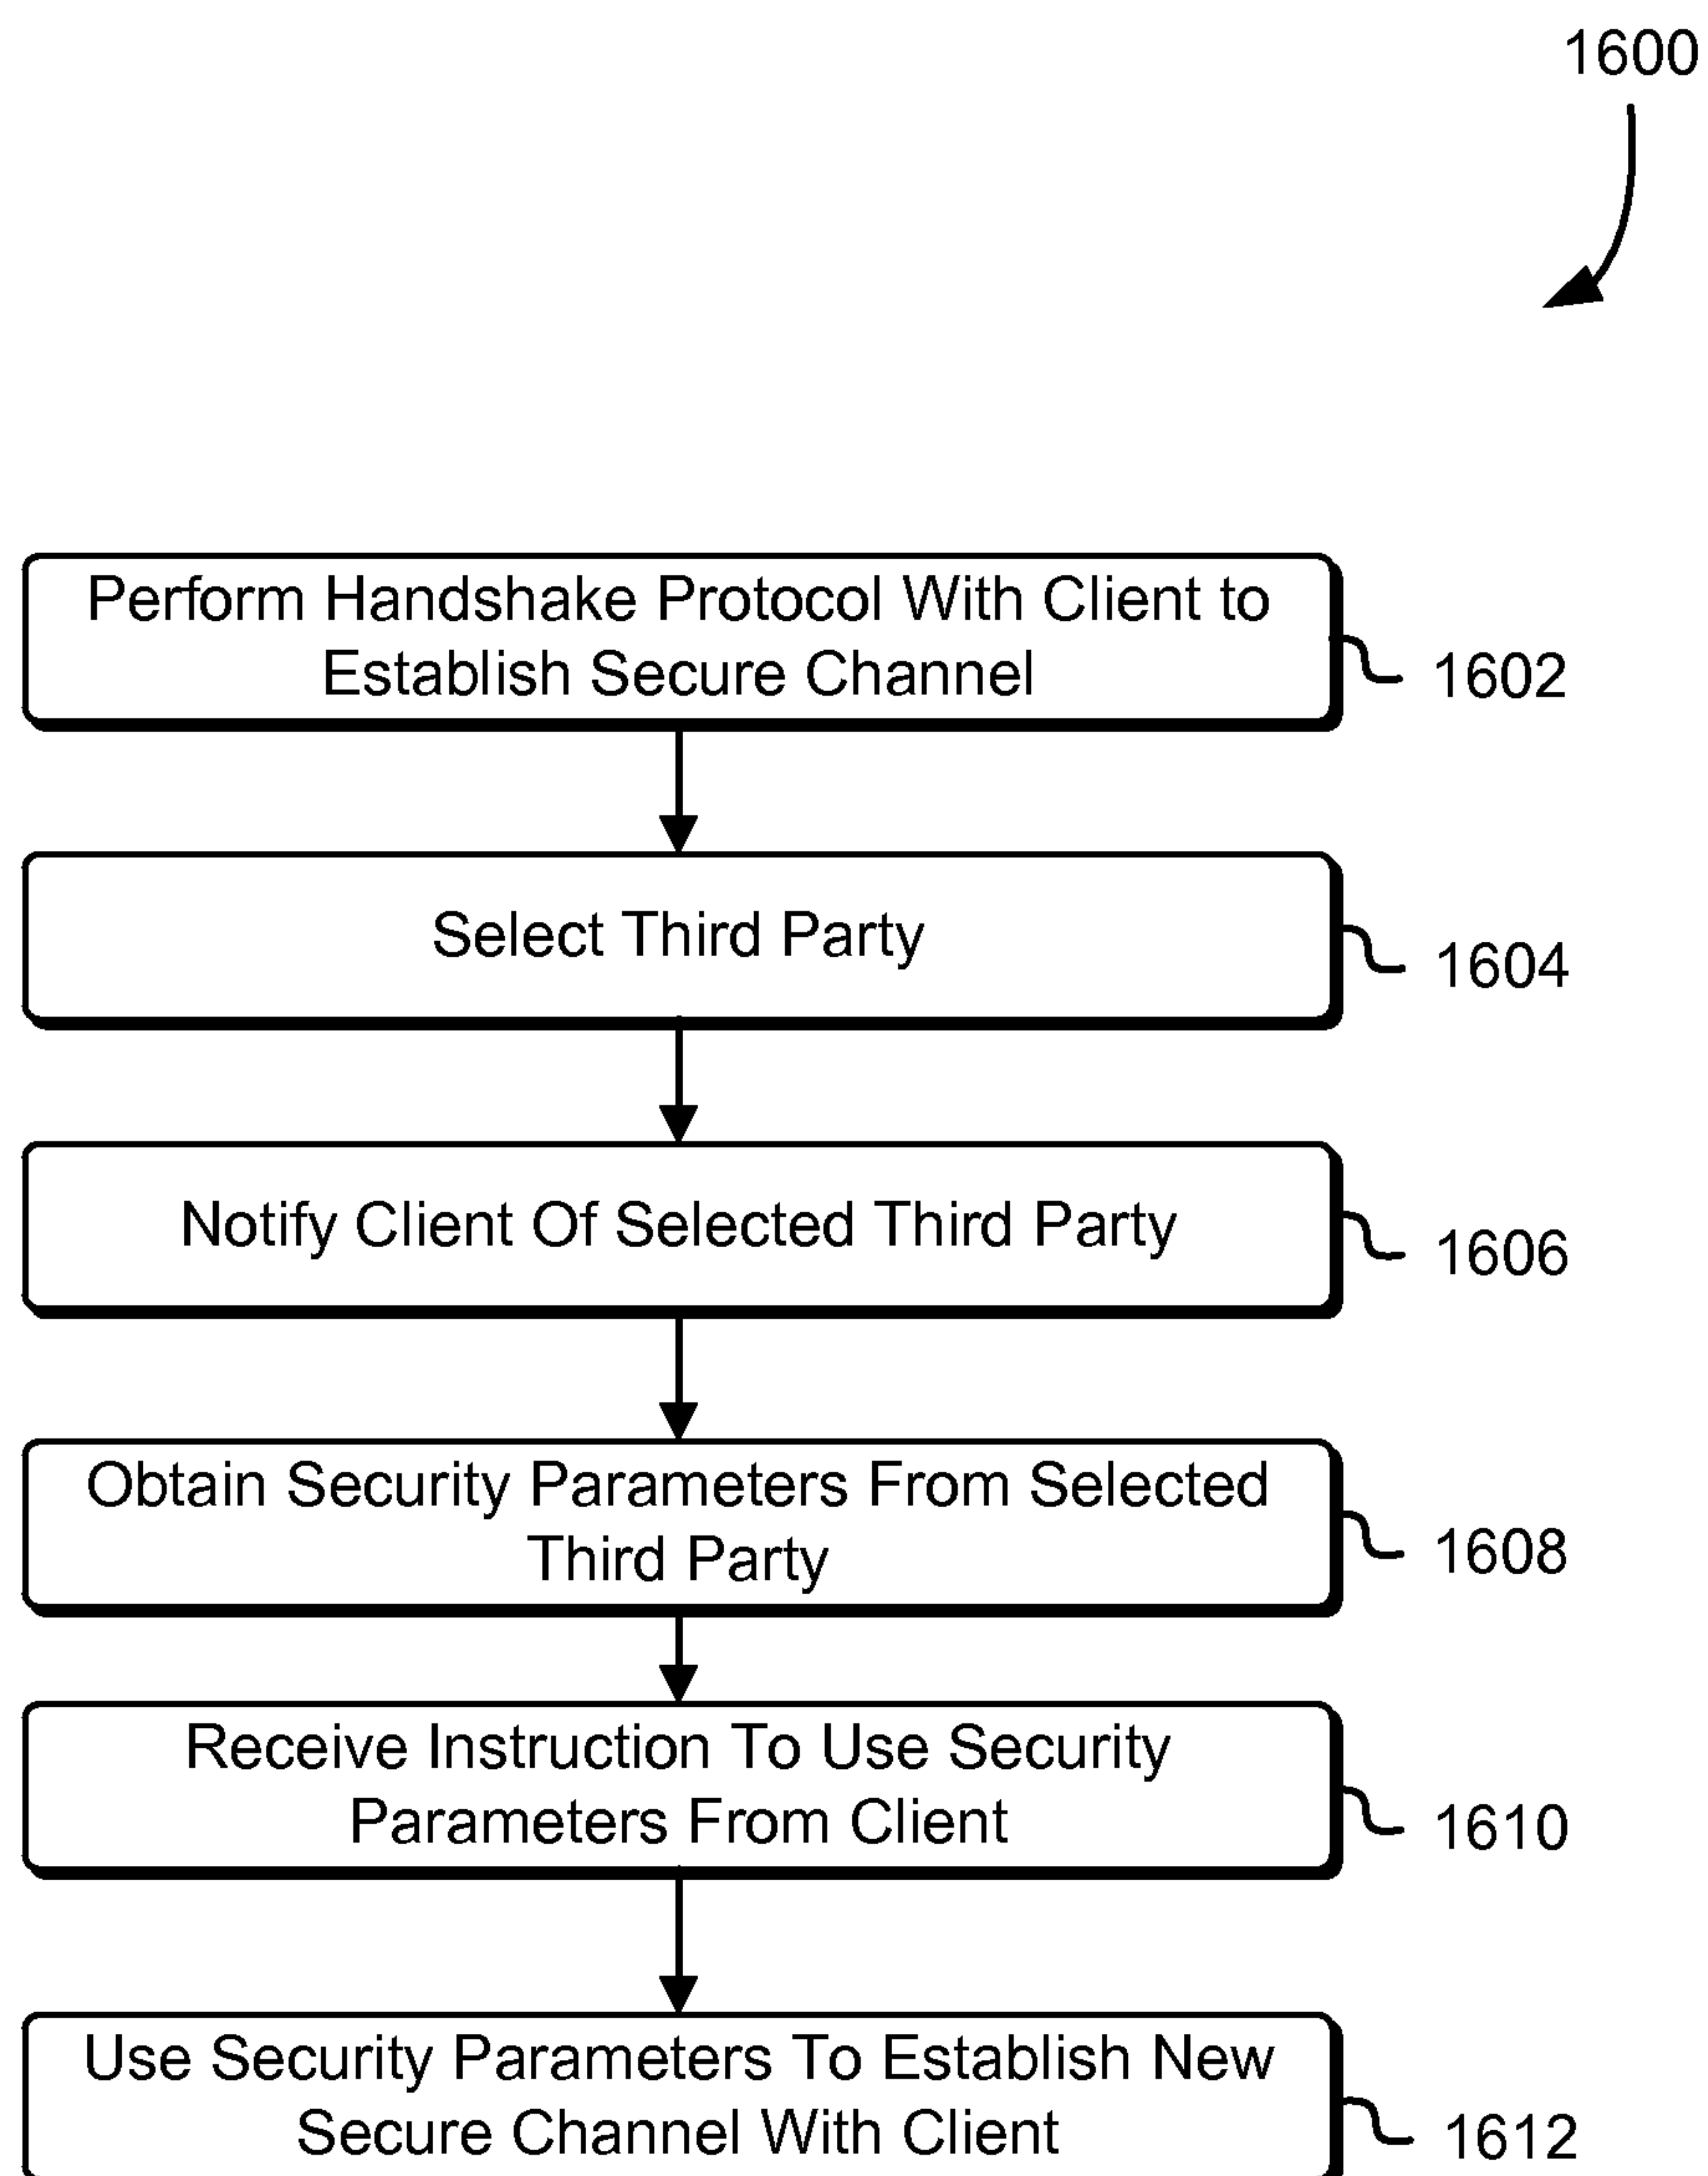 1600
Perform Handshake Protocol With Client to
Establish Secure Channel
1602
Select Third Party
1604
Notify Client Of Selected Third Party
1606
Obtain Security Parameters From Selected
Third Party
1608
Receive Instruction To Use Security
Parameters From Client
1610
Use Security Parameters To Establish New
Secure Channel With Client
1612